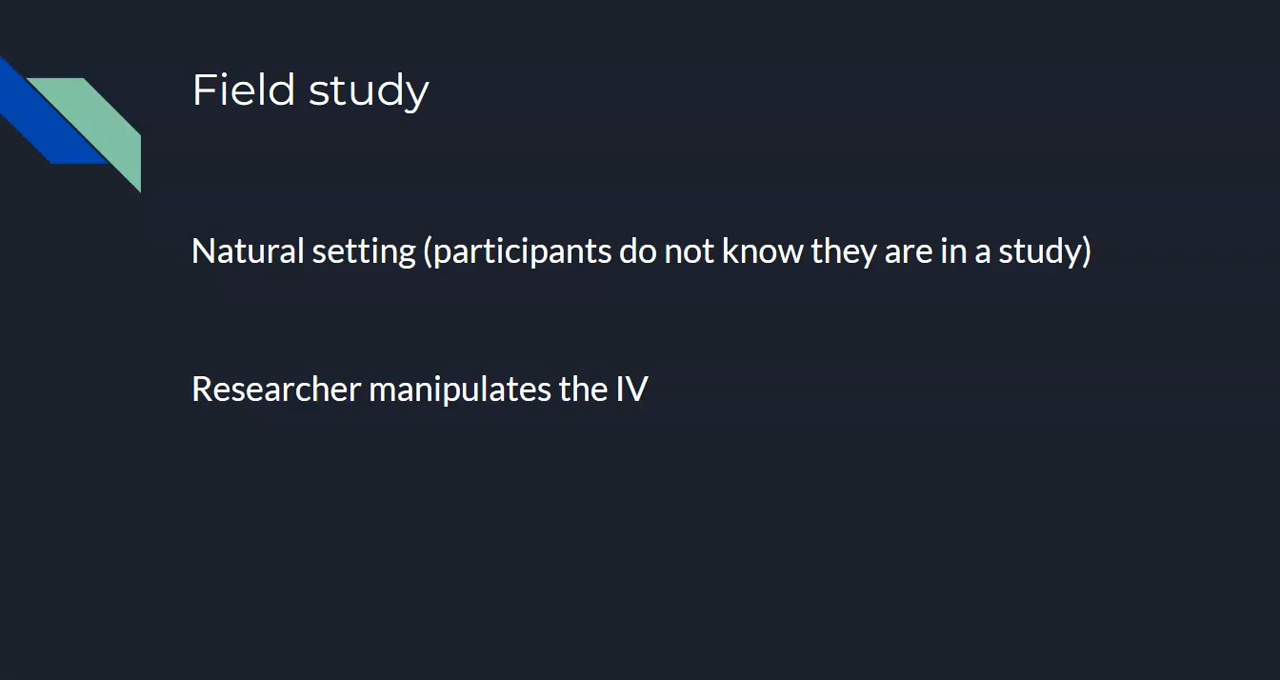 Field study
Natural setting (participants do not know they are in a study)
Researcher manipulates the IV